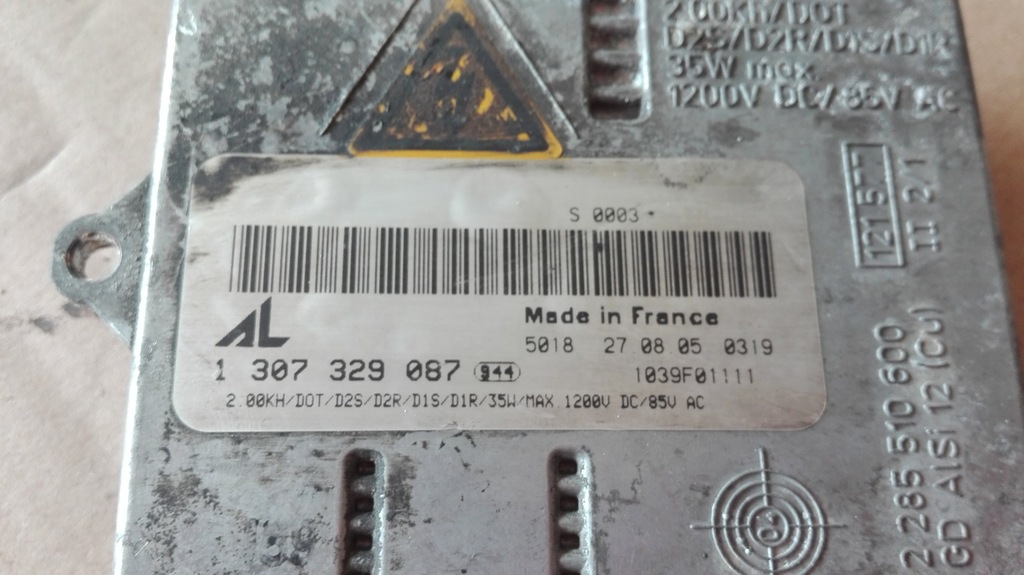 2.00Kh/DOT
D2S/D2R/D1S/D1R
35W max
1200V DC/85V AC
S 0003
AL
Made in France
5018 27 08 05 0319
1 307 329 087 944
1039F01111
2.00KH/DOT/D2S/D2R/D1S/D1R/35W/MAX 1200V DC/85V AC
II 2/1
2 285 510 600
GD AlSi 12 (CU)